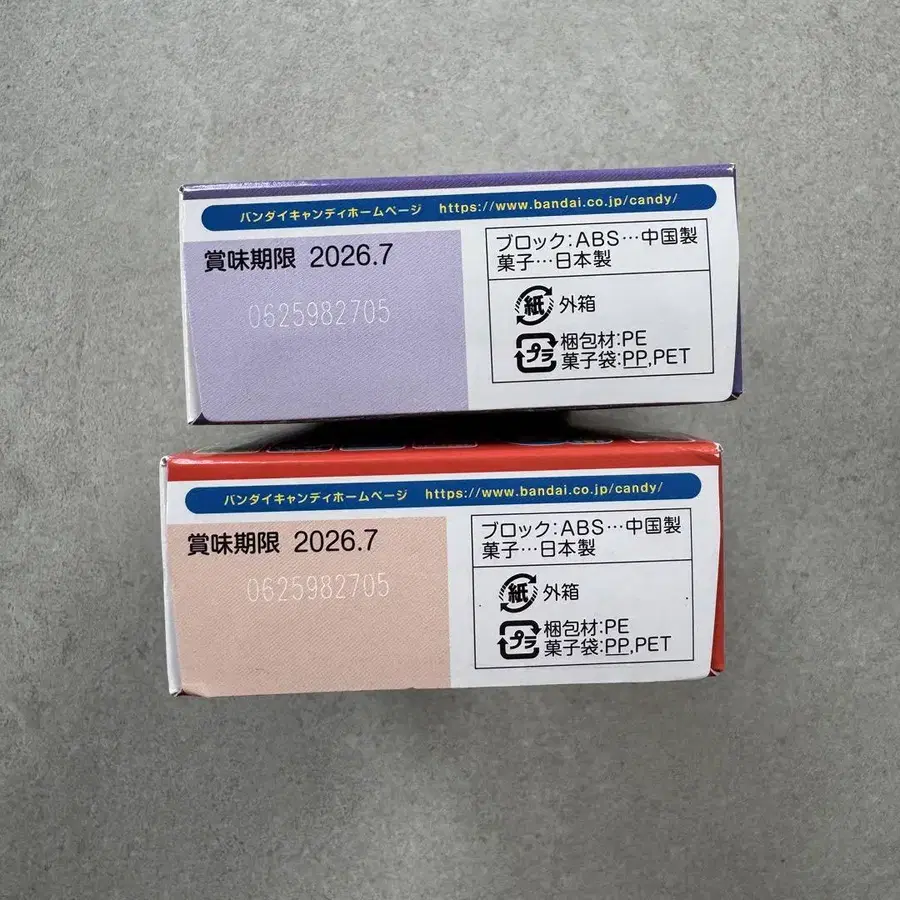 バンダイキャンディホームページ https://www.bandai.co.jp/candy/
賞味期限 2026.7
0625982705
ブロック:ABS…中国製
菓子…日本製
紙 外箱
プラ 梱包材:PE
菓子袋:PP,PET
バンダイキャンディホームページ https://www.bandai.co.jp/candy/
賞味期限 2026.7
0625982705
ブロック:ABS…中国製
菓子…日本製
紙 外箱
プラ 梱包材:PE
菓子袋:PP,PET